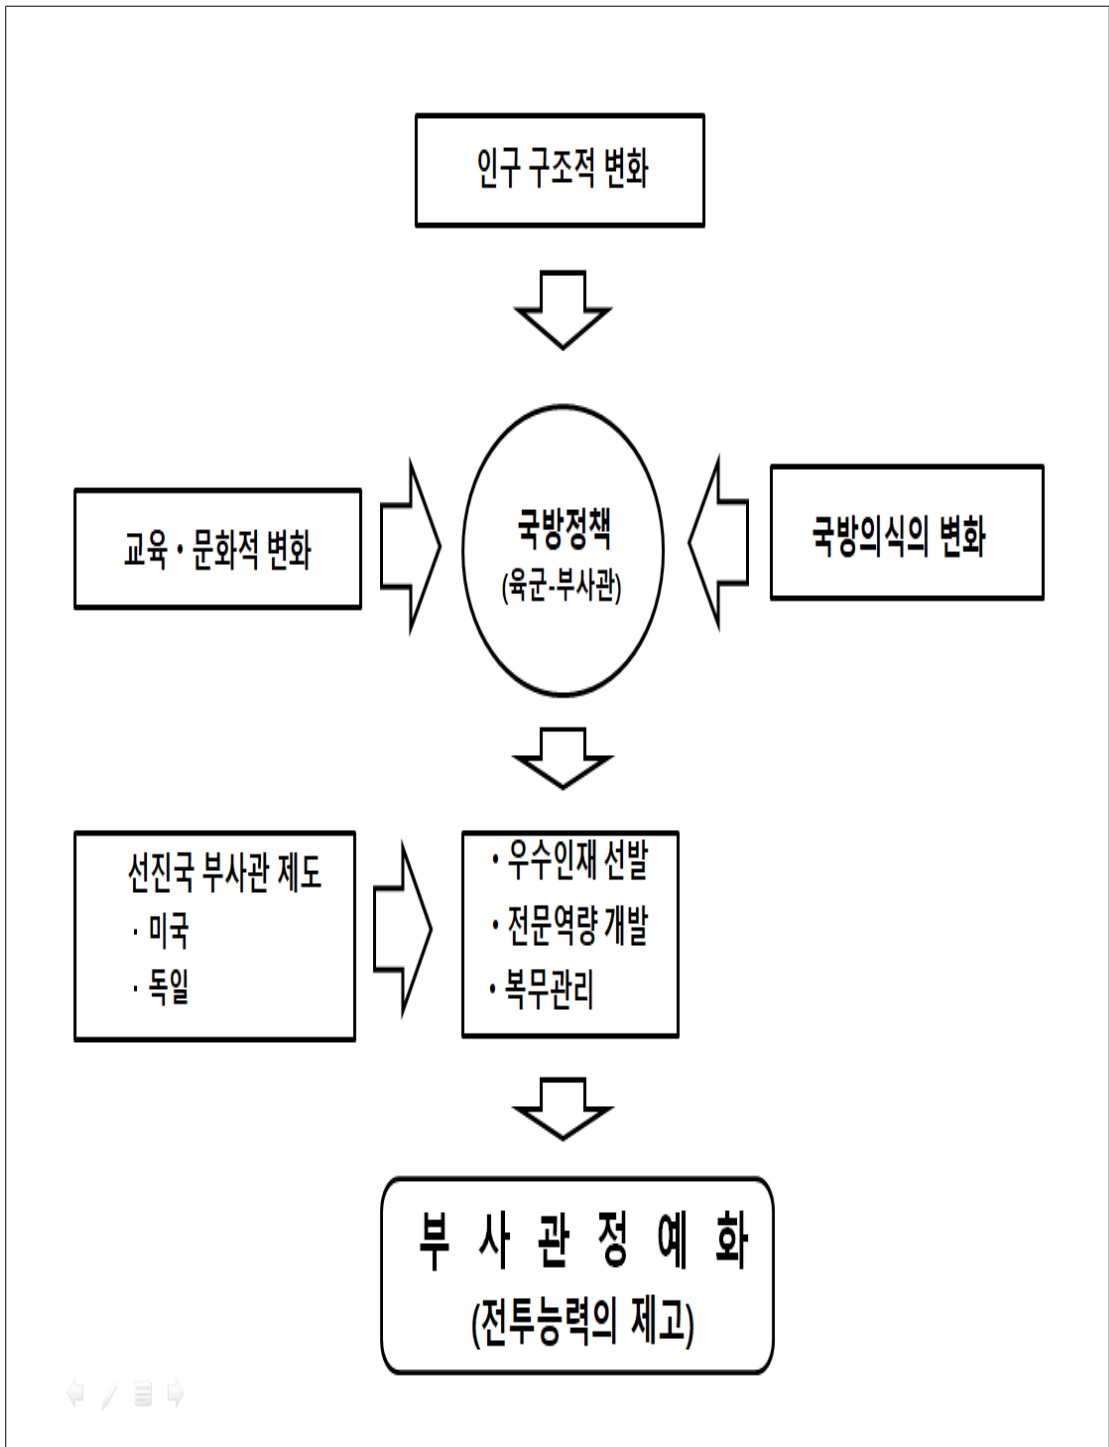 인구 구조적 변화
교육・문화적 변화
국방정책
(육군-부사관)
국방의식의 변화
선진국 부사관 제도
· 미국
· 독일
・우수인재 선발
・전문역량 개발
・복무관리
부 사 관 정 예 화
(전투능력의 제고)